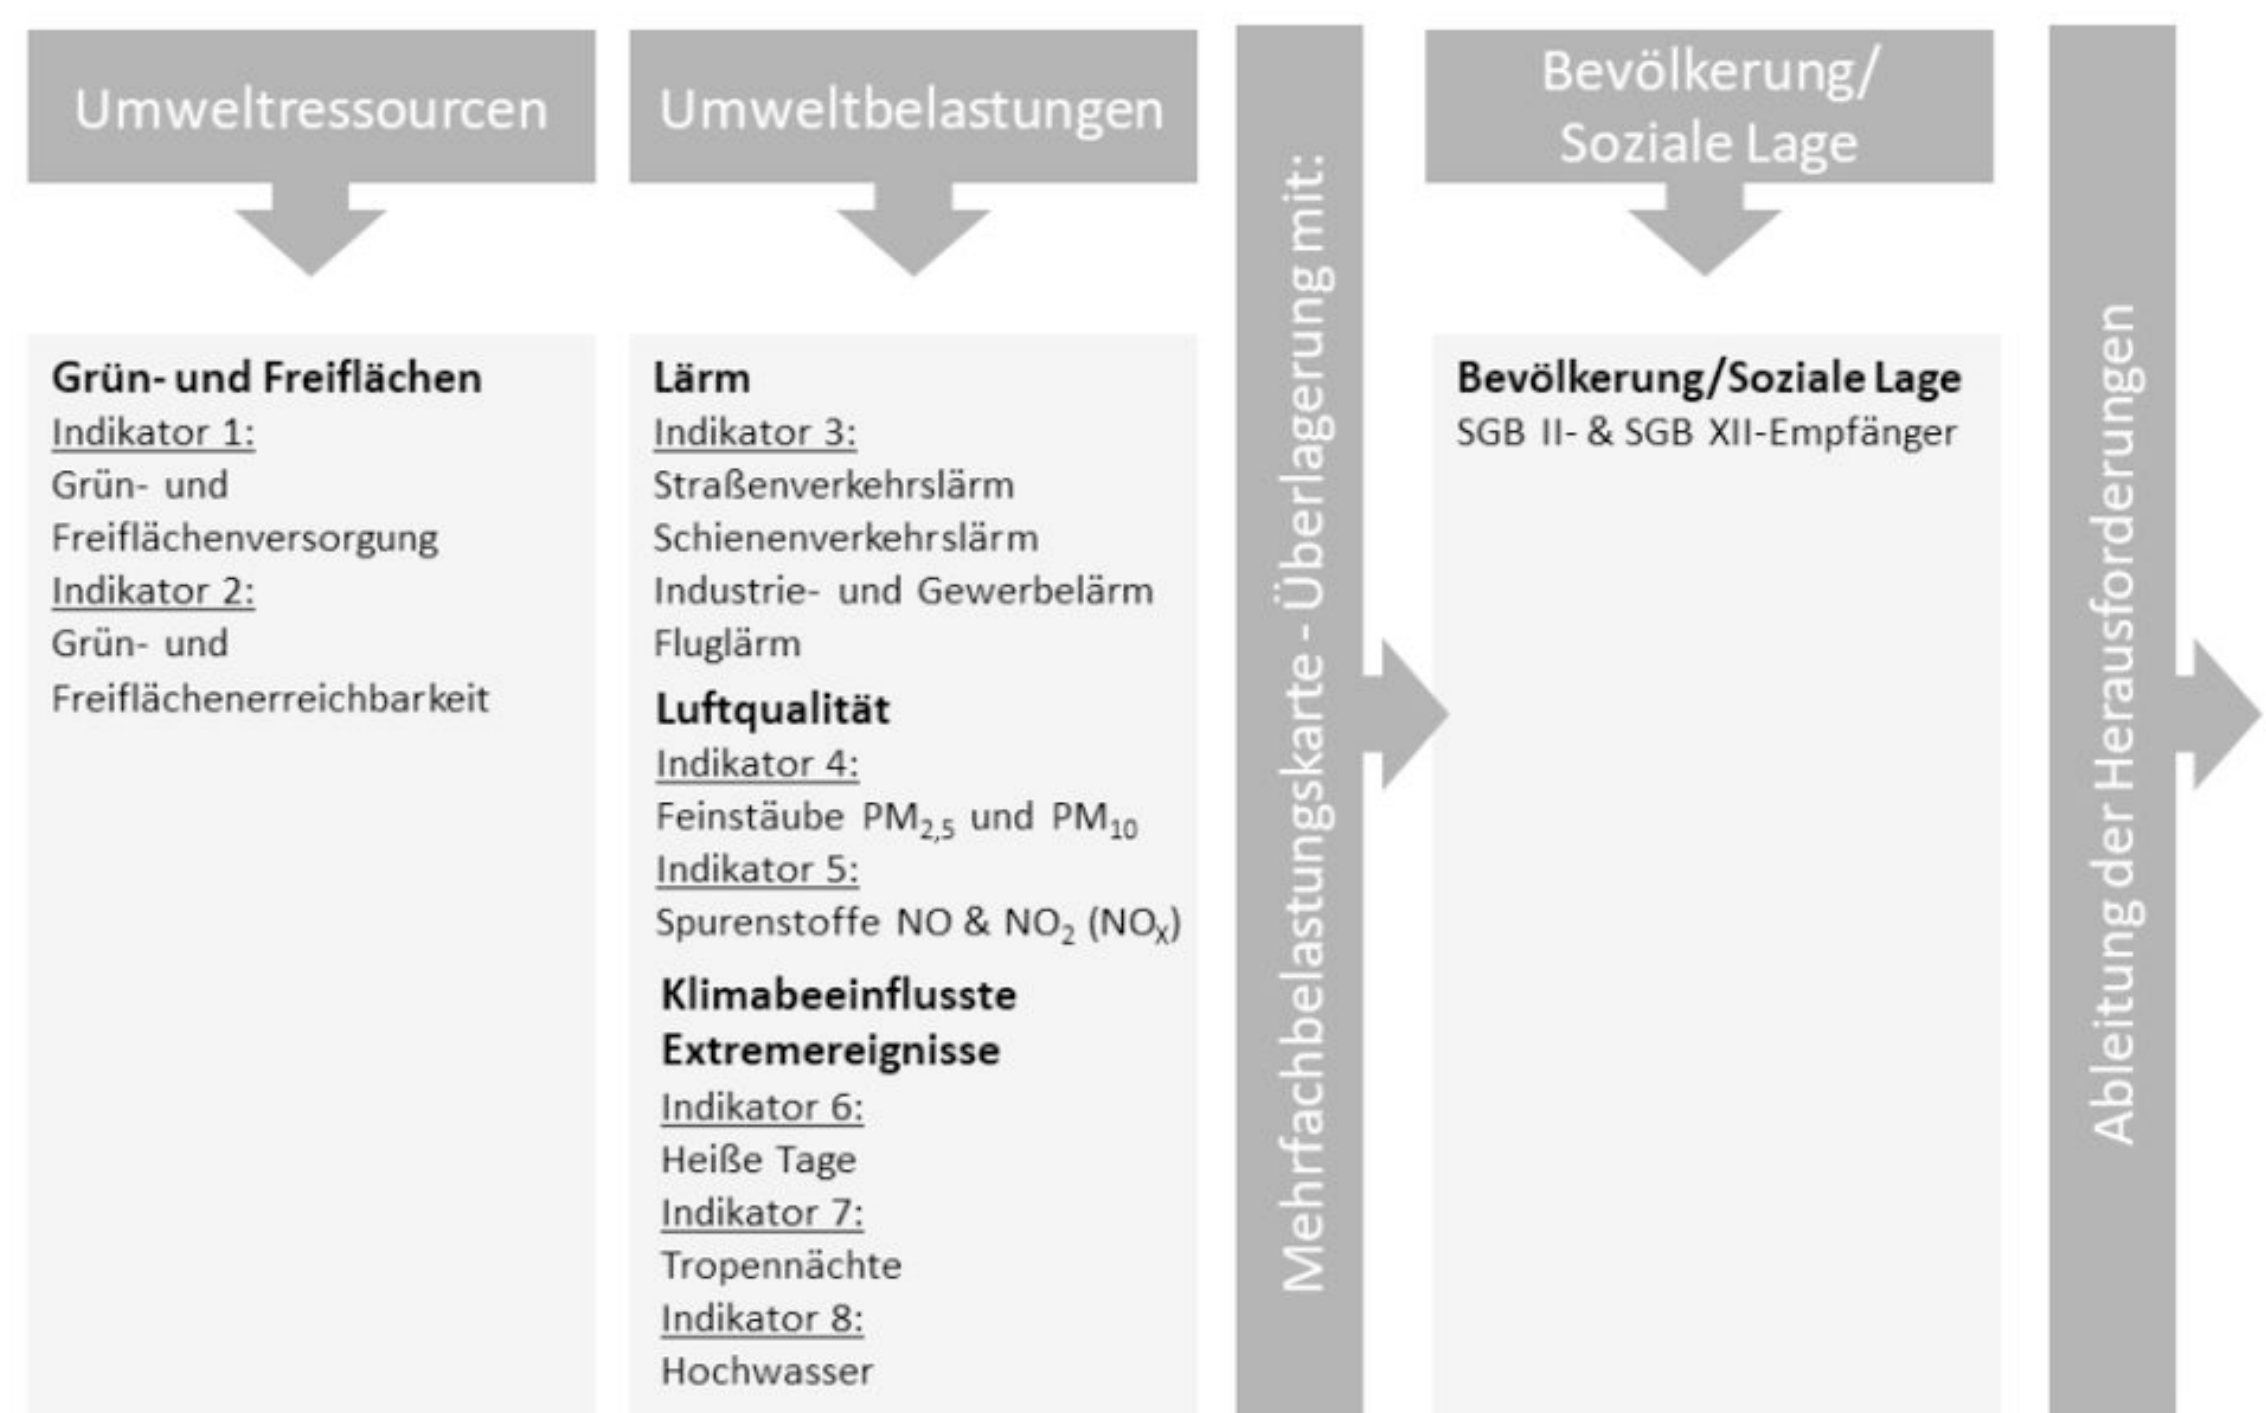 Umweltressourcen
Grün- und Freiflächen
Indikator 1:
Grün- und
Freiflächenversorgung
Indikator 2:
Grün- und
Freiflächenerreichbarkeit
Umweltbelastungen
Lärm
Indikator 3:
Straßenverkehrslärm
Schienenverkehrslärm
Industrie- und Gewerbelärm
Fluglärm
Luftqualität
Indikator 4:
Feinstäube PM2,5 und PM10
Indikator 5:
Spurenstoffe NO & NO2 (NOX)
Klimabeeinflusste
Extremereignisse
Indikator 6:
Heiße Tage
Indikator 7:
Tropennächte
Indikator 8:
Hochwasser
Mehrfachbelastungskarte - Überlagerung mit:
Bevölkerung/
Soziale Lage
Bevölkerung/Soziale Lage
SGB II- & SGB XII-Empfänger
Ableitung der Herausforderungen